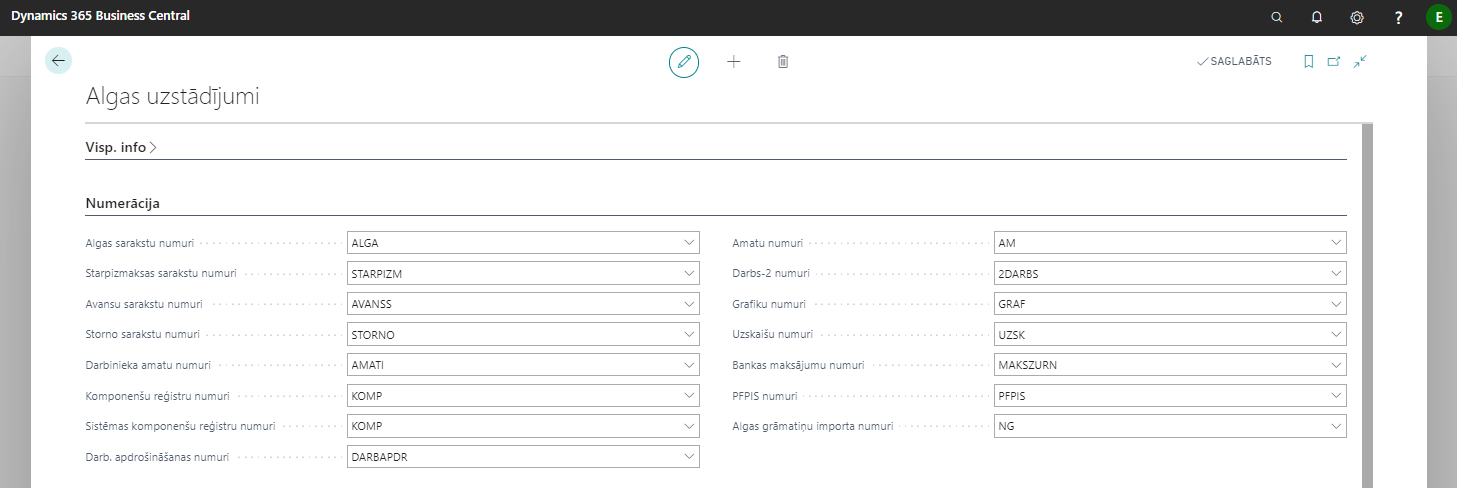 Dynamics 365 Business Central
?
E
SAGLABĀTS
Algas uzstādījumi
Visp. info
Numerācija
Algas sarakstu numuri ALGA
Starpizmaksas sarakstu numuri STARPIZM
Avansu sarakstu numuri AVANSS
Storno sarakstu numuri STORNO
Darbinieka amatu numuri AMATI
Komponenšu reģistru numuri KOMP
Sistēmas komponenšu reģistru numuri KOMP
Darb. apdrošināšanas numuri DARBAPDR
Amatu numuri AM
Darbs-2 numuri 2DARBS
Grafiku numuri GRAF
Uzskaišu numuri UZSK
Bankas maksājumu numuri MAKSZURN
PFPIS numuri PFPIS
Algas grāmatiņu importa numuri NG